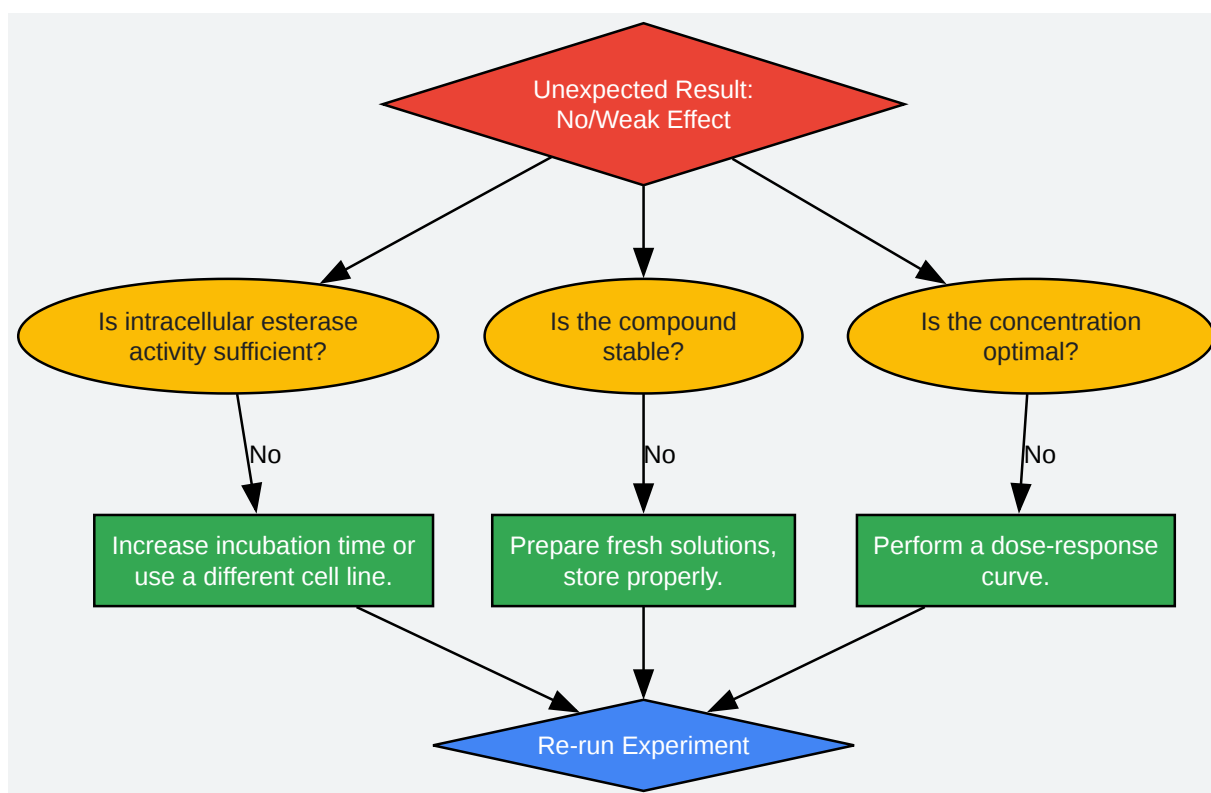 Unexpected Result:
No/Weak Effect
Is intracellular esterase
activity sufficient?
Is the compound
stable?
Is the concentration
optimal?
No
No
No
Increase incubation time or
use a different cell line.
Prepare fresh solutions,
store properly.
Perform a dose-response
curve.
Re-run Experiment